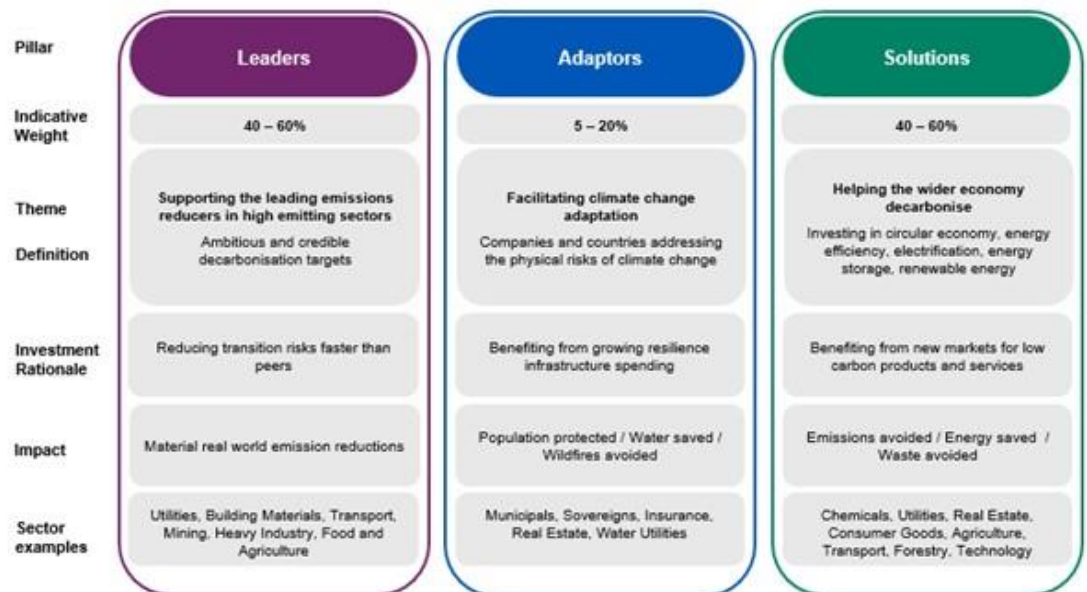 Pillar
Leaders
Adaptors
Solutions
Indicative
Weight
40 – 60%
5 – 20%
40 – 60%
Theme
Definition
Supporting the leading emissions
reducers in high emitting sectors
Ambitious and credible
decarbonisation targets
Facilitating climate change
adaptation
Companies and countries addressing
the physical risks of climate change
Helping the wider economy
decarbonise
Investing in circular economy, energy
efficiency, electrification, energy
storage, renewable energy
Investment
Rationale
Reducing transition risks faster than
peers
Benefiting from growing resilience
infrastructure spending
Benefiting from new markets for low
carbon products and services
Impact
Material real world emission reductions
Population protected / Water saved /
Wildfires avoided
Emissions avoided / Energy saved /
Waste avoided
Sector
examples
Utilities, Building Materials, Transport,
Mining, Heavy Industry, Food and
Agriculture
Municipals, Sovereigns, Insurance,
Real Estate, Water Utilities
Chemicals, Utilities, Real Estate,
Consumer Goods, Agriculture,
Transport, Forestry, Technology